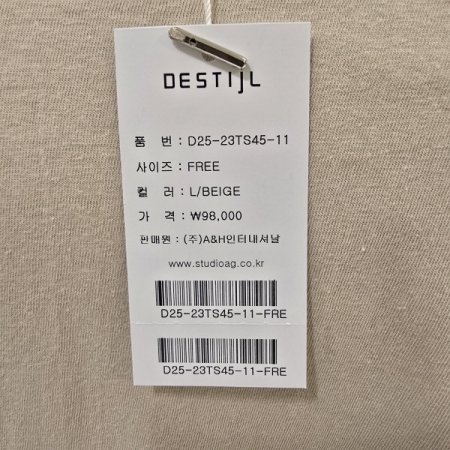 DESTIJL
품 번 : D25-23TS45-11
사이즈 : FREE
컬 러 : L/BEIGE
가 격 : ₩98,000
판매원 : (주)A&H인터내셔날
www.studioag.co.kr
D25-23TS45-11-FRE
D25-23TS45-11-FRE